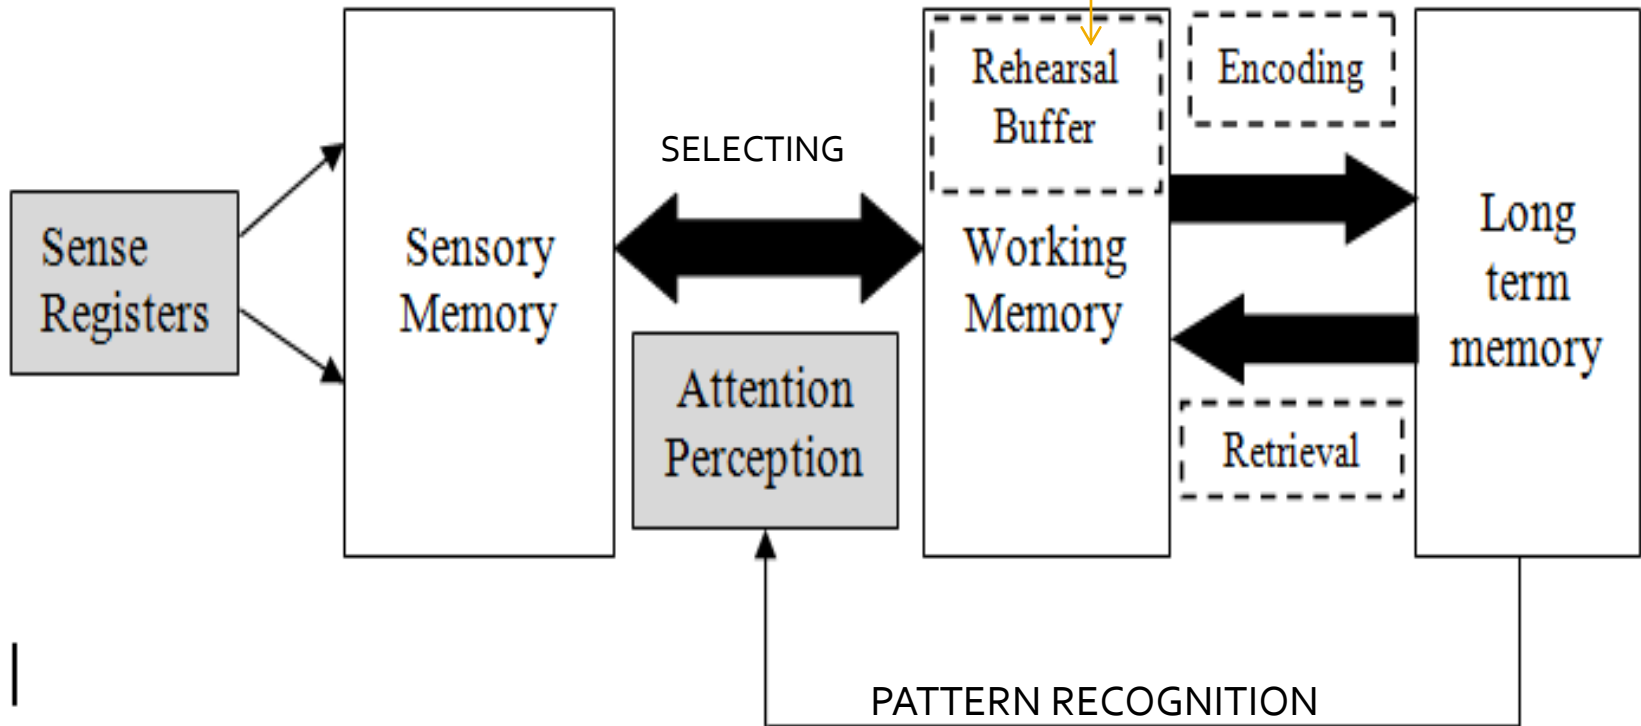 Sense
Registers
Sensory
Memory
SELECTING
Attention
Perception
Rehearsal
Buffer
Working
Memory
Encoding
Retrieval
Long
term
memory
PATTERN RECOGNITION